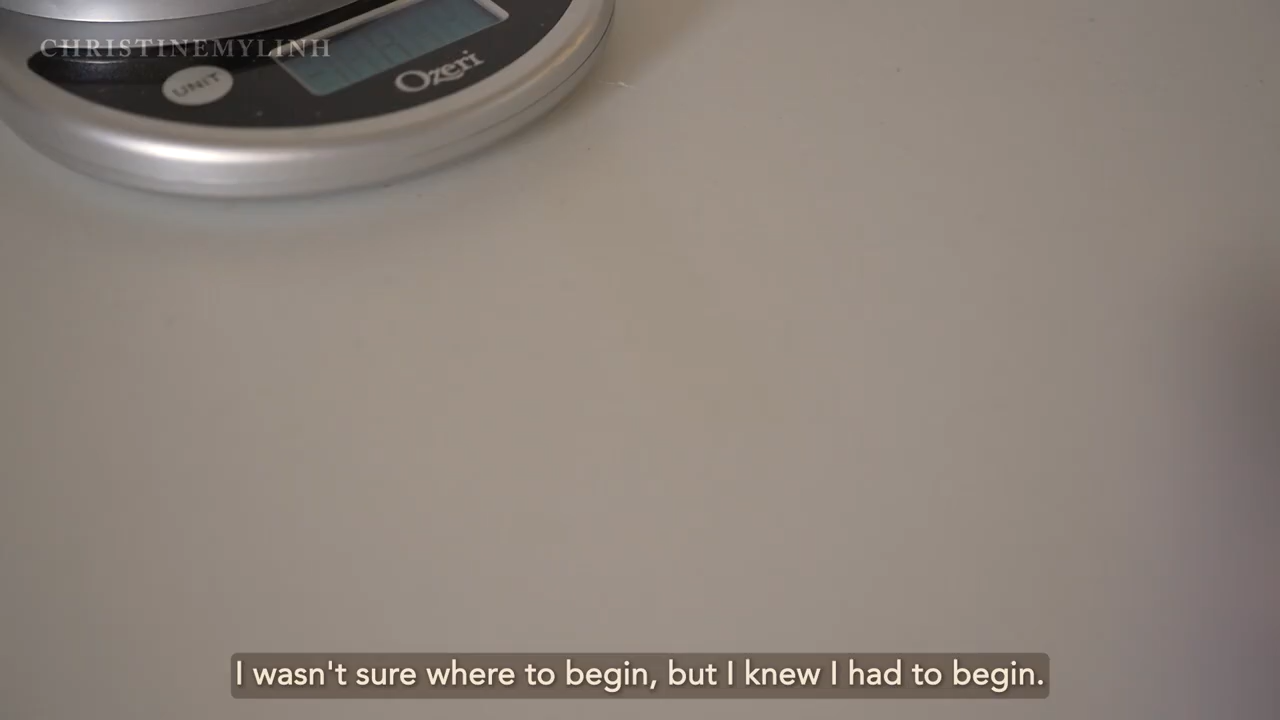 CHRISTINEMYLINH
UNIT
Ozeri
I wasn't sure where to begin, but I knew I had to begin.